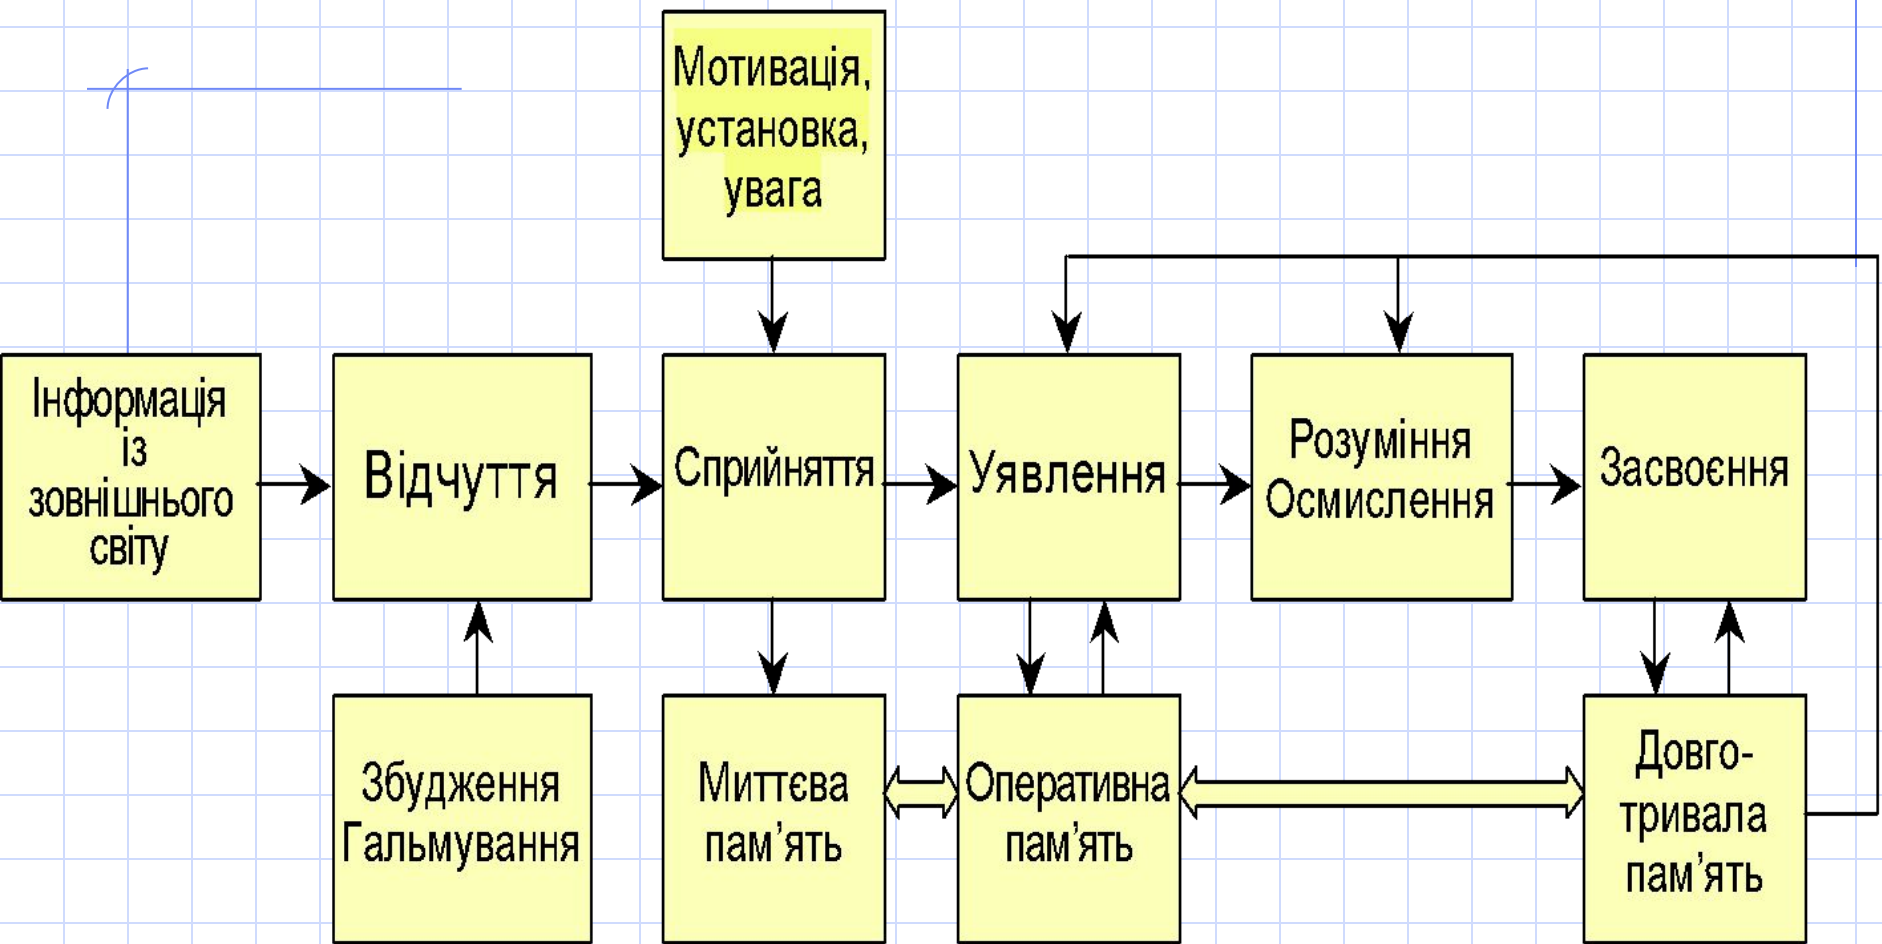 Мотивація,
установка,
увага
Інформація
із
зовнішнього
світу
Відчуття
Сприйняття
Уявлення
Розуміння
Осмислення
Засвоєння
Збудження
Гальмування
Миттєва
пам’ять
Оперативна
пам’ять
Довго-
тривала
пам’ять